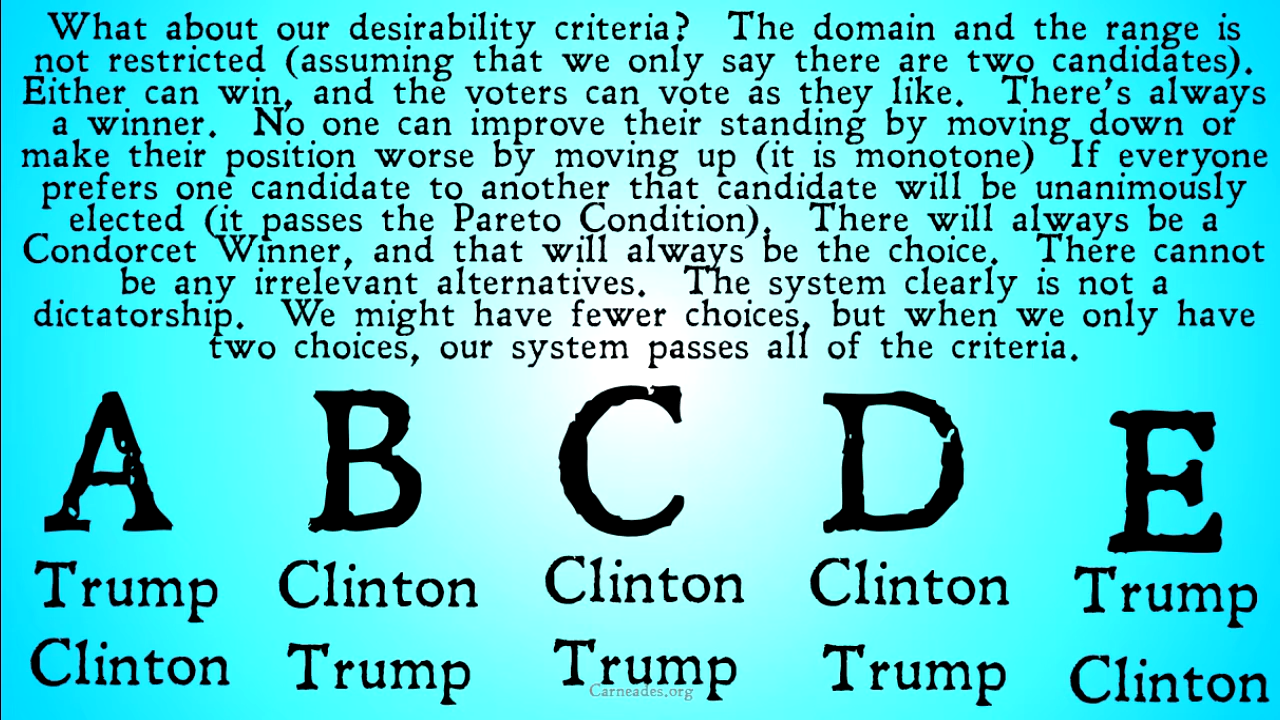 What about our desirability criteria? The domain and the range is
not restricted (assuming that we only say there are two candidates).
Either can win, and the voters can vote as they like. There's always
a winner. No one can improve their standing by moving down or
make their position worse by moving up (it is monotone) If everyone
prefers one candidate to another that candidate will be unanimously
elected (it passes the Pareto Condition). There will always be a
Condorcet Winner, and that will always be the choice. There cannot
be any irrelevant alternatives. The system clearly is not a
dictatorship. We might have fewer choices, but when we only have
two choices, our system passes all of the criteria.
A B C D E
Trump Clinton Clinton Clinton Trump
Clinton Trump Trump Trump Clinton
Carneades.org